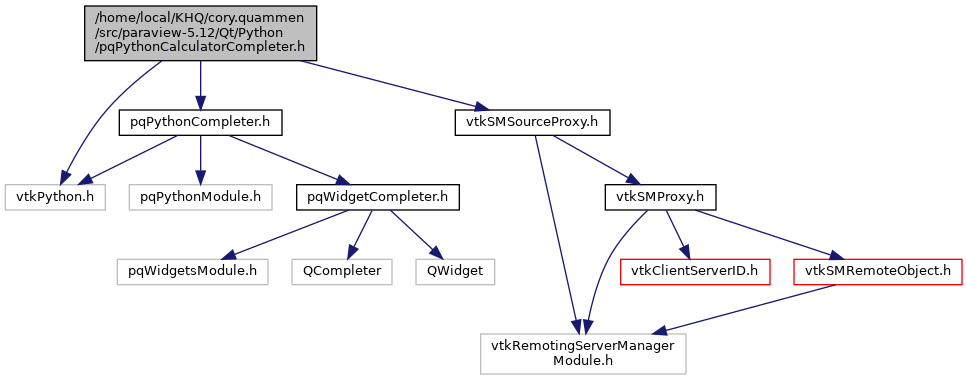 /home/local/KHQ/cory.quammen
/src/paraview-5.12/Qt/Python
/pqPythonCalculatorCompleter.h
pqPythonCompleter.h
vtkSMSourceProxy.h
vtkPython.h
pqPythonModule.h
pqWidgetCompleter.h
vtkSMProxy.h
pqWidgetsModule.h
QCompleter
QWidget
vtkClientServerID.h
vtkSMRemoteObject.h
vtkRemotingServerManager
Module.h